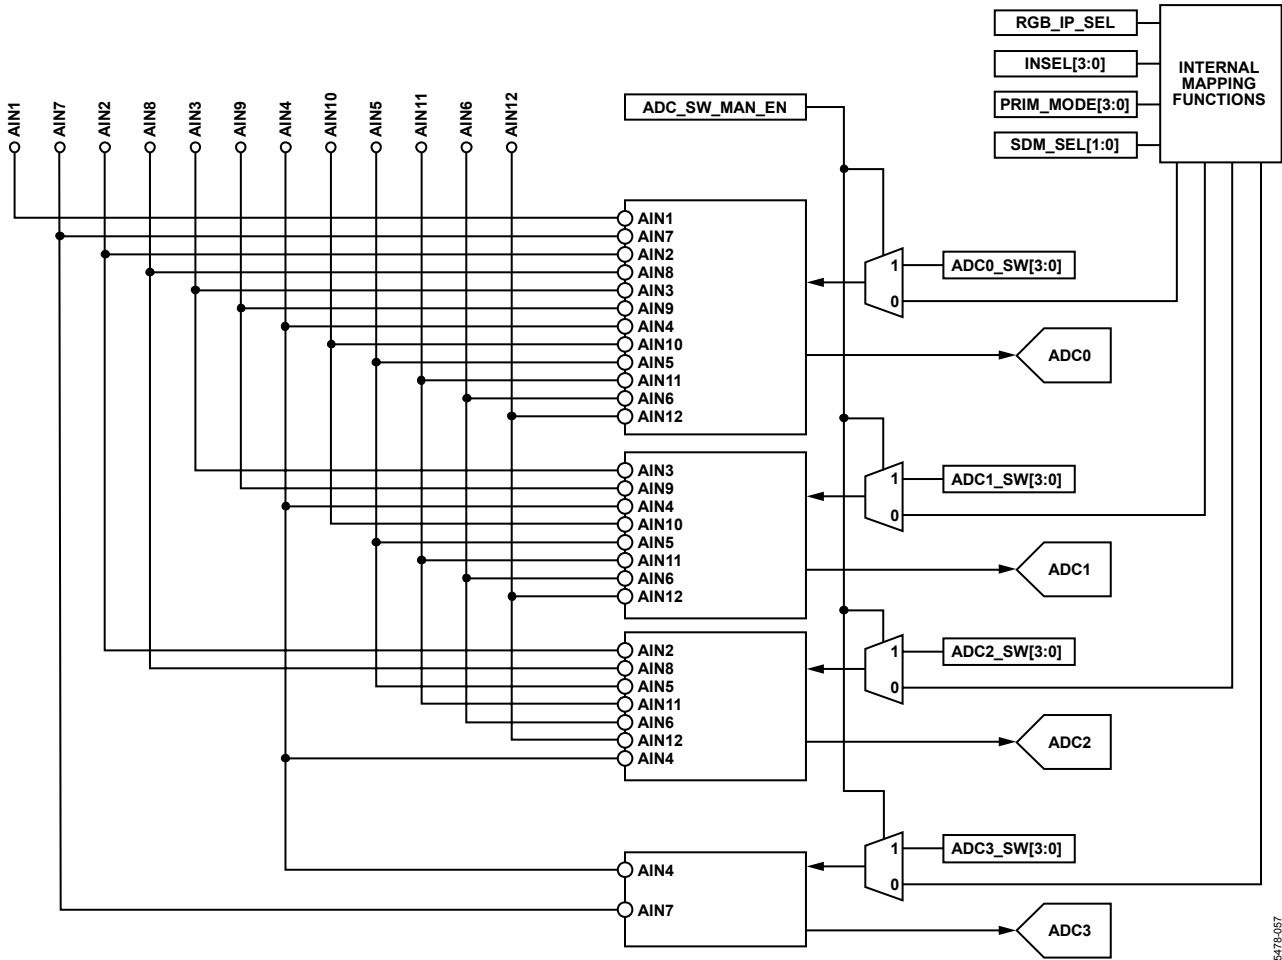 RGB_IP_SEL
INSEL[3:0]
PRIM_MODE[3:0]
SDM_SEL[1:0]
INTERNAL
MAPPING
FUNCTIONS
AIN1
AIN7
AIN2
AIN8
AIN3
AIN9
AIN4
AIN10
AIN5
AIN11
AIN6
AIN12
ADC_SW_MAN_EN
AIN1
AIN7
AIN2
AIN8
AIN3
AIN9
AIN4
AIN10
AIN5
AIN11
AIN6
AIN12
1
0
ADC0_SW[3:0]
ADC0
AIN3
AIN9
AIN4
AIN10
AIN5
AIN11
AIN6
AIN12
1
0
ADC1_SW[3:0]
ADC1
AIN2
AIN8
AIN5
AIN11
AIN6
AIN12
AIN4
1
0
ADC2_SW[3:0]
ADC2
AIN4
AIN7
1
0
ADC3_SW[3:0]
ADC3
5478-057